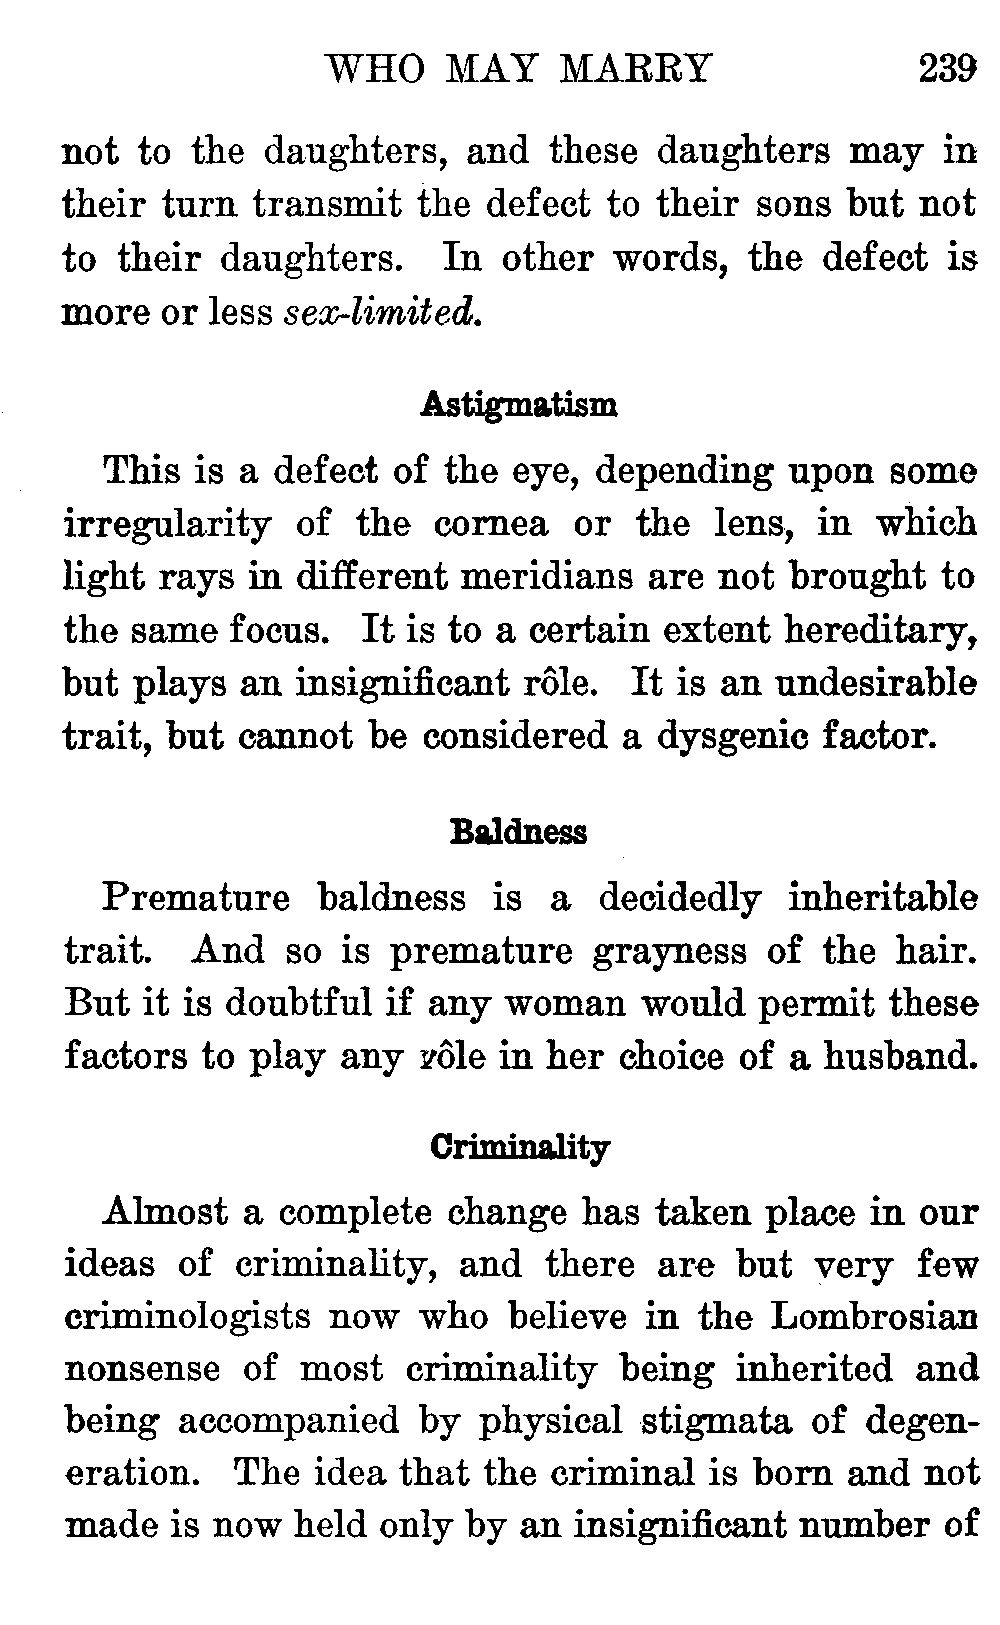 WHO MAY MARRY 239
not to the daughters, and these daughters may in
their turn transmit the defect to their sons but not
to their daughters. In other words, the defect is
more or less sex-limited.
Astigmatism
This is a defect of the eye, depending upon some
irregularity of the cornea or the lens, in which
light rays in different meridians are not brought to
the same focus. It is to a certain extent hereditary,
but plays an insignificant rôle. It is an undesirable
trait, but cannot be considered a dysgenic factor.
Baldness
Premature baldness is a decidedly inheritable
trait. And so is premature grayness of the hair.
But it is doubtful if any woman would permit these
factors to play any rôle in her choice of a husband.
Criminality
Almost a complete change has taken place in our
ideas of criminality, and there are but very few
criminologists now who believe in the Lombrosian
nonsense of most criminality being inherited and
being accompanied by physical stigmata of degen-
eration. The idea that the criminal is born and not
made is now held only by an insignificant number of